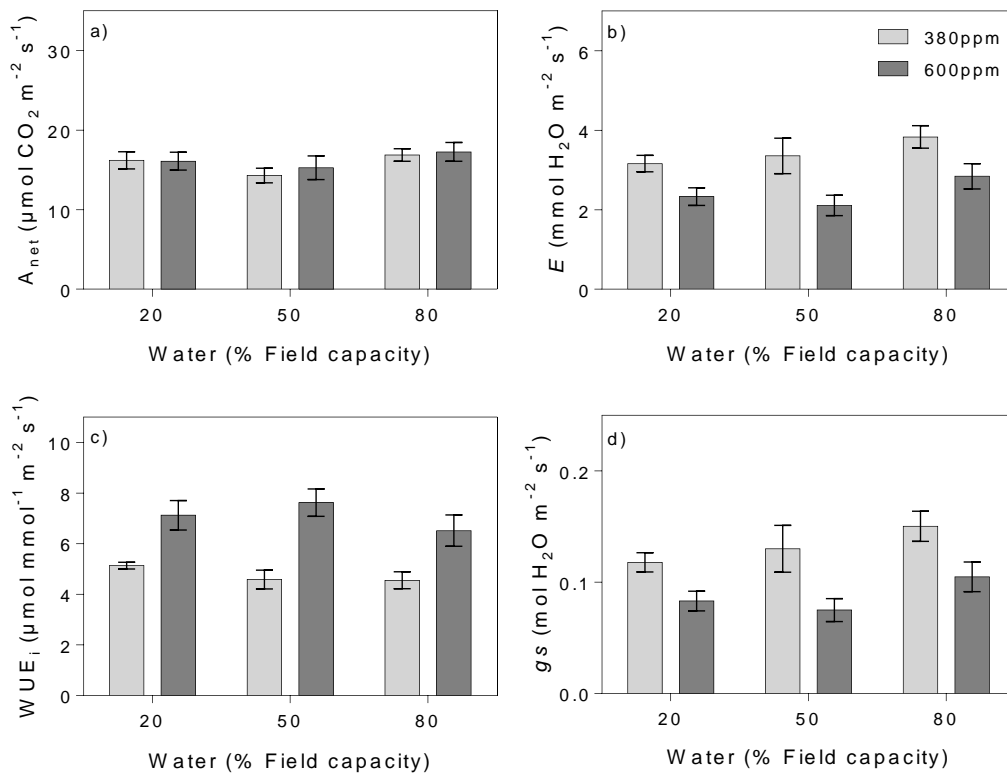 a)
30
20
10
0
A_net (µmol CO₂ m⁻² s⁻¹)
20 50 80
Water (% Field capacity)
b)
380ppm
600ppm
6
4
2
0
E (mmol H₂O m⁻² s⁻¹)
20 50 80
Water (% Field capacity)
c)
10
8
6
4
2
0
WUEᵢ (µmol mmol⁻¹ m⁻² s⁻¹)
20 50 80
Water (% Field capacity)
d)
0.2
0.1
0.0
gs (mol H₂O m⁻² s⁻¹)
20 50 80
Water (% Field capacity)